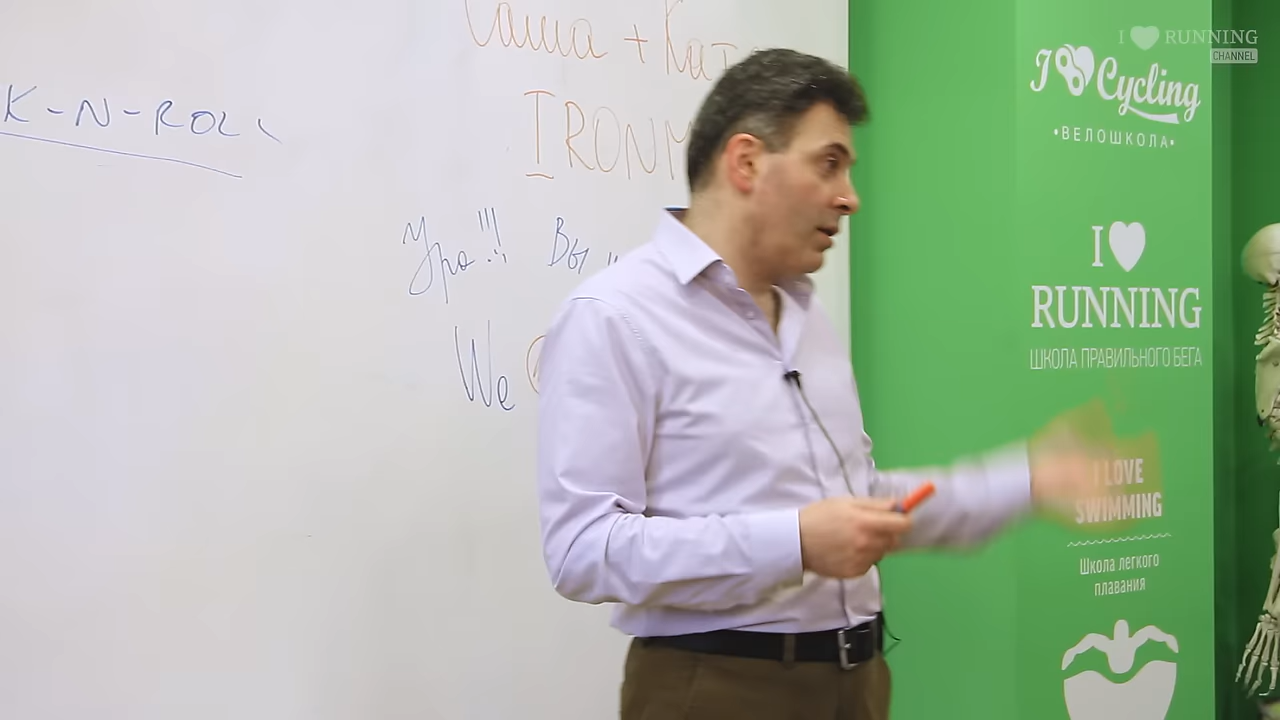 Саша + Кат
IRONM
K-N-ROLL
Ура!!! Вы
We
I RUNNING
CHANNEL
I Cycling
•ВЕЛОШКОЛА•
I
RUNNING
ШКОЛА ПРАВИЛЬНОГО БЕГА
I LOVE
SWIMMING
Школа легкого
плавания